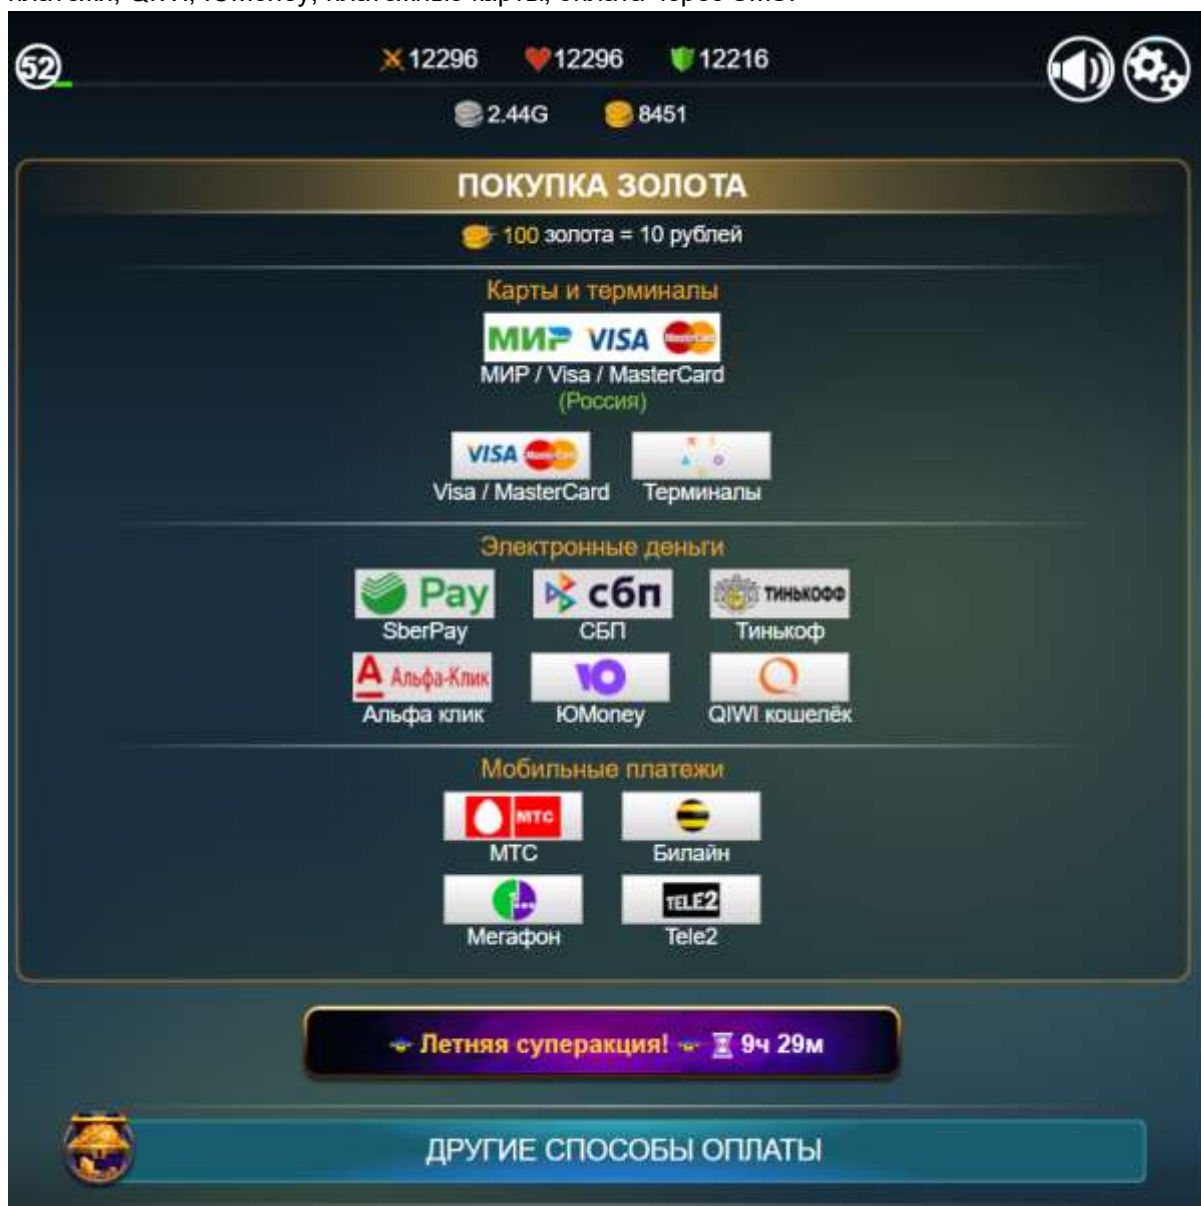 52
12296 12296 12216
2.44G 8451
ПОКУПКА ЗОЛОТА
100 золота = 10 рублей
Карты и терминалы
МИР VISA MasterCard
МИР / Visa / MasterCard
(Россия)
VISA MasterCard
Visa / MasterCard Терминалы
Электронные деньги
Pay сбп ТИНЬКОФФ
SberPay СБП Тинькоф
А Альфа-Клик Ю
Альфа клик ЮMoney QIWI кошелёк
Мобильные платежи
МТС
МТС Билайн
TELE2
Мегафон Tele2
Летняя суперакция! 9ч 29м
ДРУГИЕ СПОСОБЫ ОПЛАТЫ